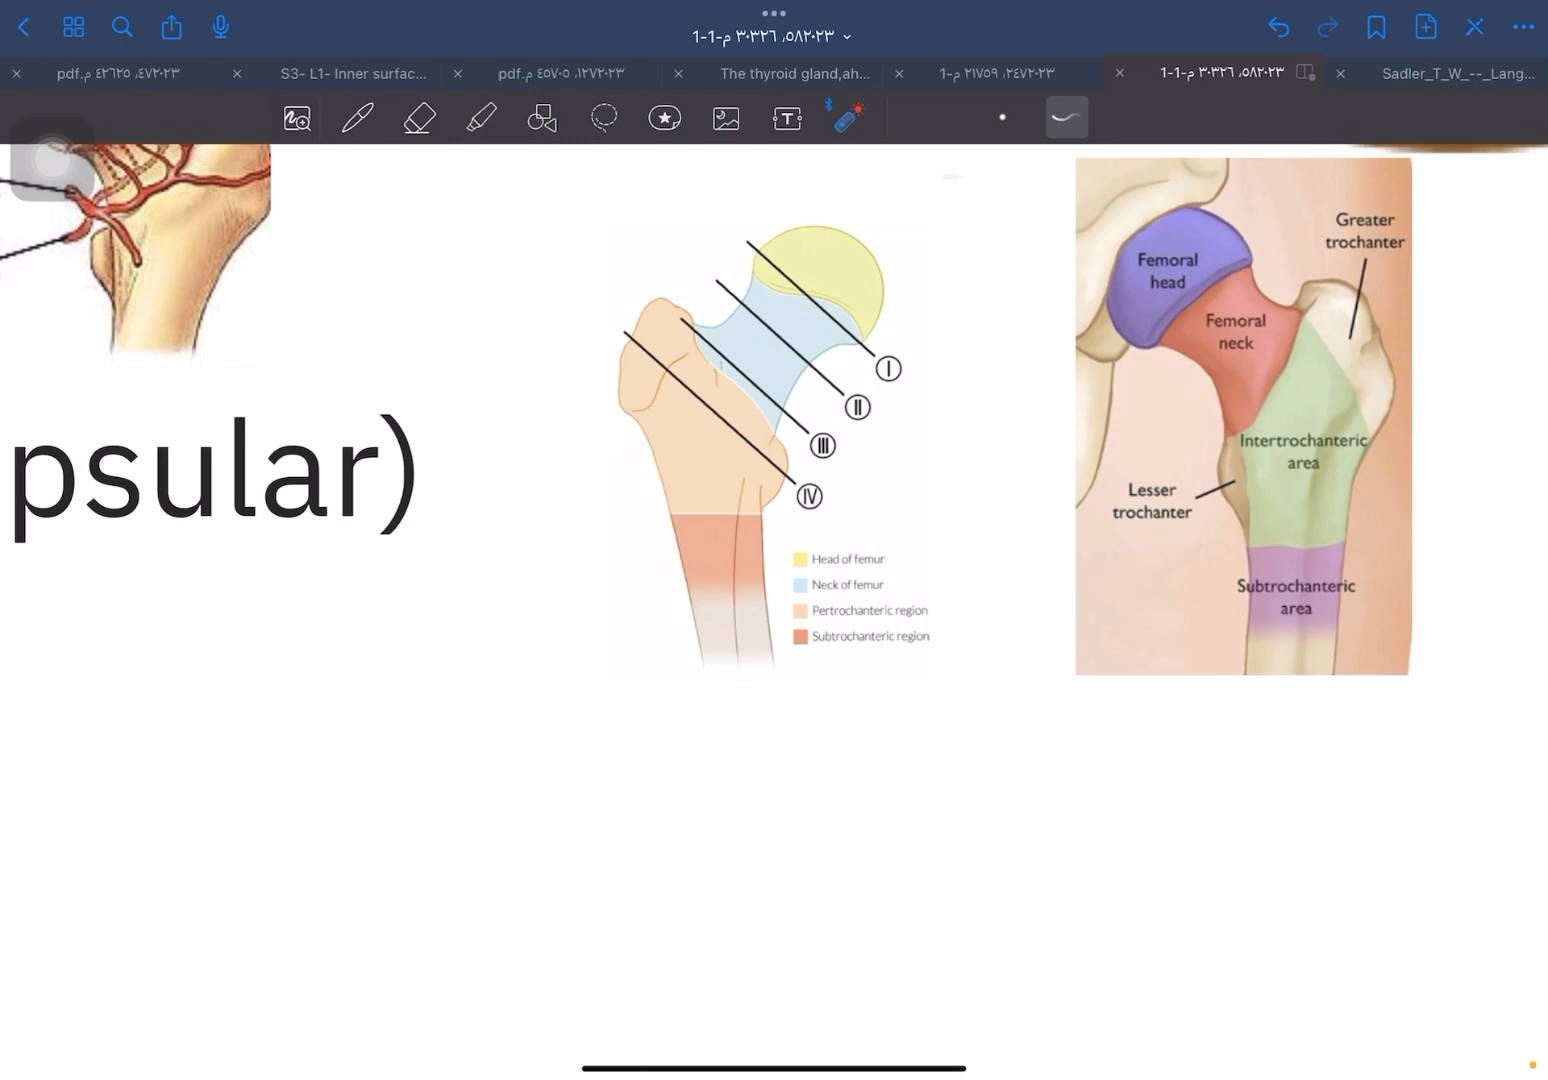 ٥٨٢٠٢٣، ٣٠٣٢٦ م-1-1
٤٧٢٠٢٣، ٤٢٦٢٥ م.pdf
S3- L1- Inner surfac...
١٢٧٢٠٢٣، ٤٥٧٠٥ م.pdf
The thyroid gland,ah...
٢٤٧٢٠٢٣، ٢١٧٥٩ م-1
٥٨٢٠٢٣، ٣٠٣٢٦ م-1-1
Sadler_T_W_--_Lang...
psular)
I
II
III
IV
Head of femur
Neck of femur
Pertrochanteric region
Subtrochanteric region
Greater
trochanter
Femoral
head
Femoral
neck
Intertrochanteric
area
Lesser
trochanter
Subtrochanteric
area